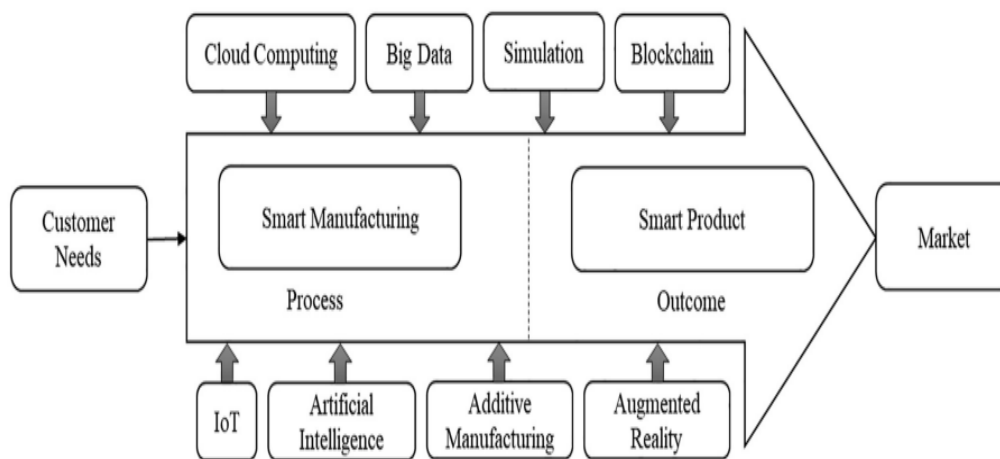 Cloud Computing
Big Data
Simulation
Blockchain
Customer
Needs
Smart Manufacturing
Process
Smart Product
Outcome
Market
IoT
Artificial
Intelligence
Additive
Manufacturing
Augmented
Reality